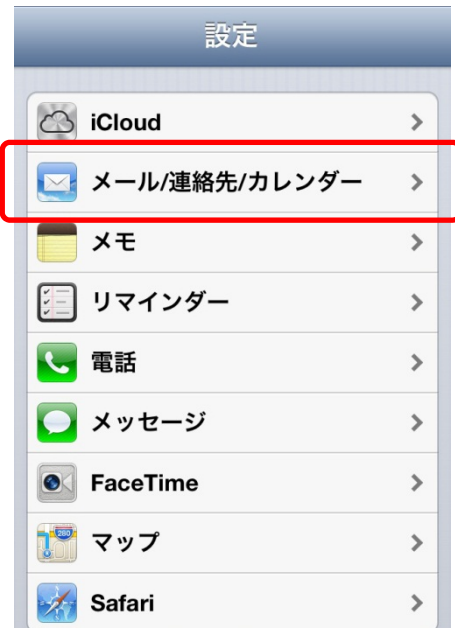 設定
iCloud
メール/連絡先/カレンダー
メモ
リマインダー
電話
メッセージ
FaceTime
280
マップ
Safari